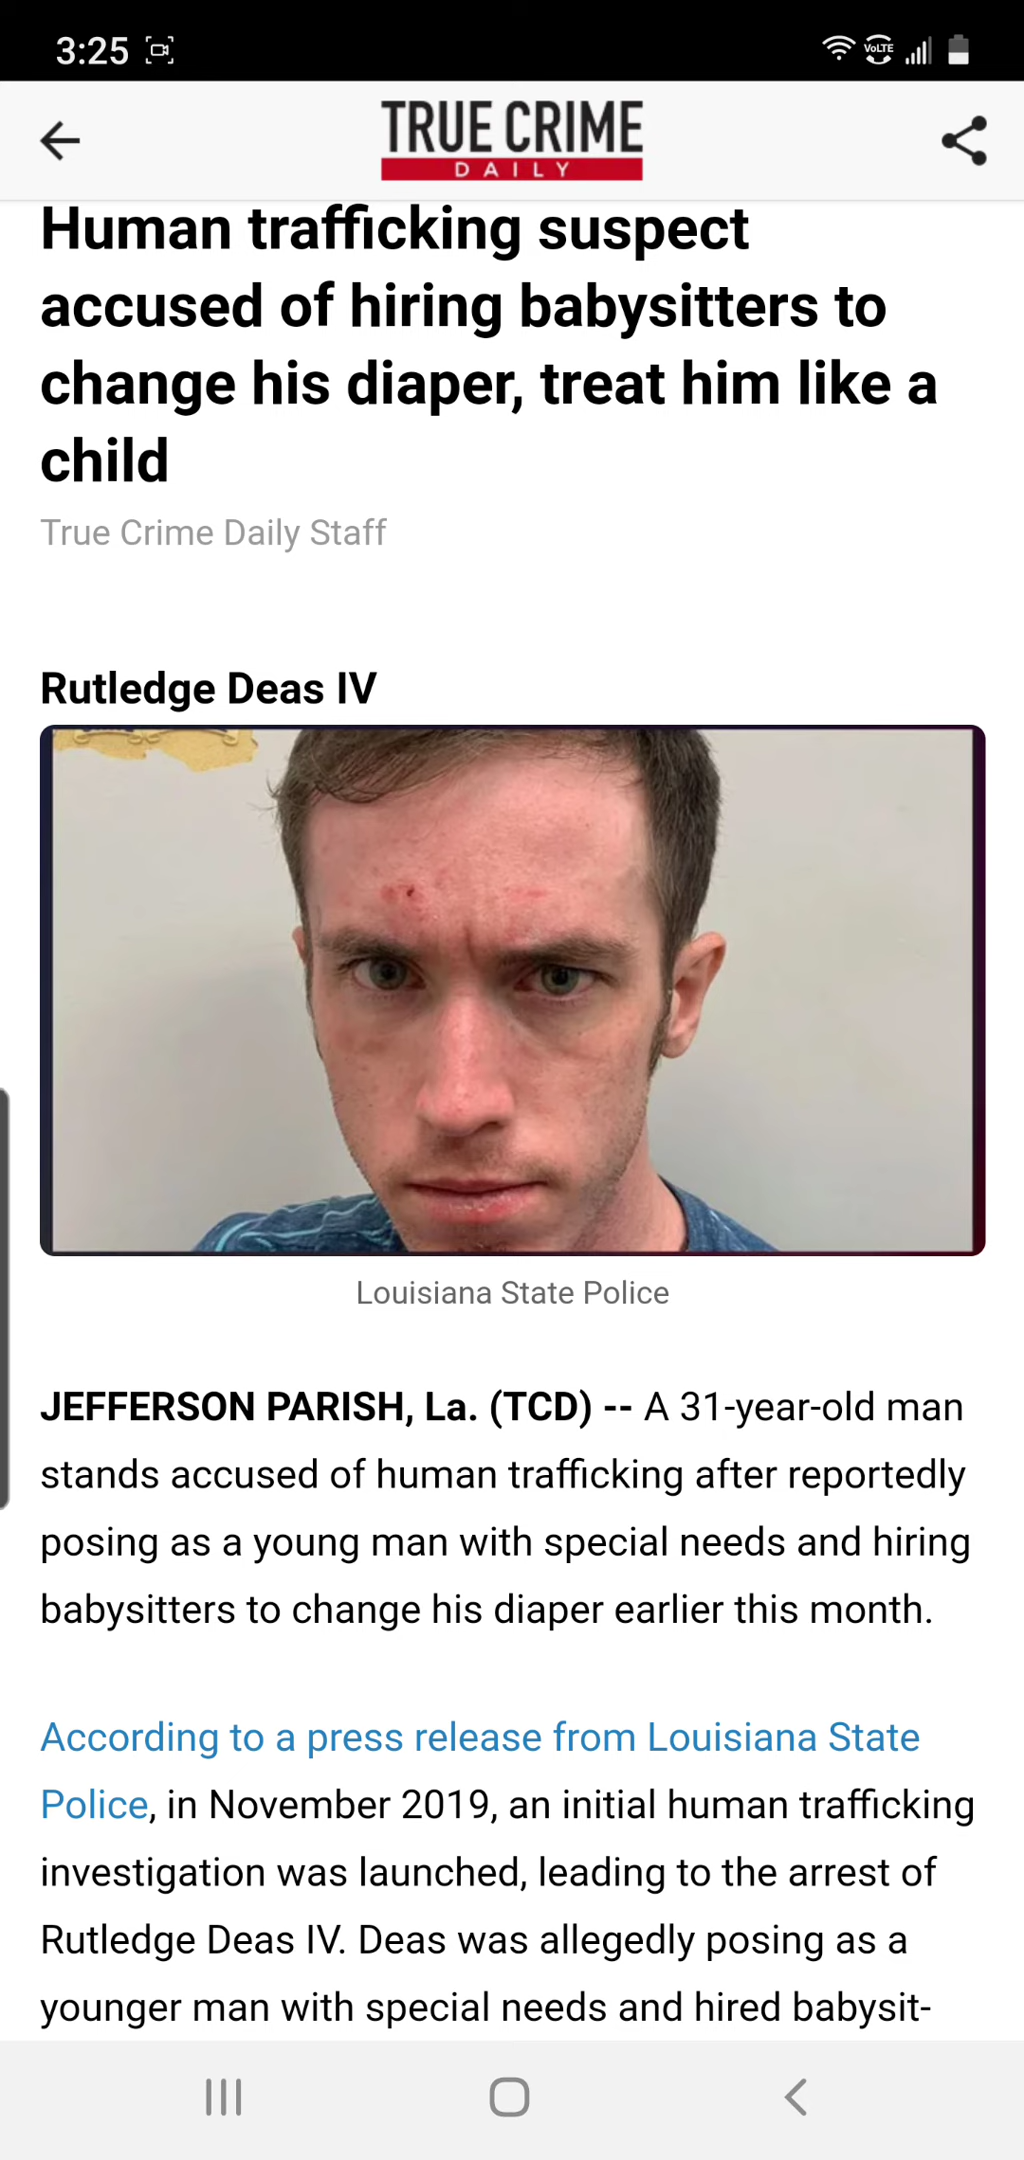 3:25
VoLTE
TRUE CRIME
DAILY
Human trafficking suspect
accused of hiring babysitters to
change his diaper, treat him like a
child
True Crime Daily Staff
Rutledge Deas IV
Louisiana State Police
JEFFERSON PARISH, La. (TCD) -- A 31-year-old man
stands accused of human trafficking after reportedly
posing as a young man with special needs and hiring
babysitters to change his diaper earlier this month.
According to a press release from Louisiana State
Police, in November 2019, an initial human trafficking
investigation was launched, leading to the arrest of
Rutledge Deas IV. Deas was allegedly posing as a
younger man with special needs and hired babysit-